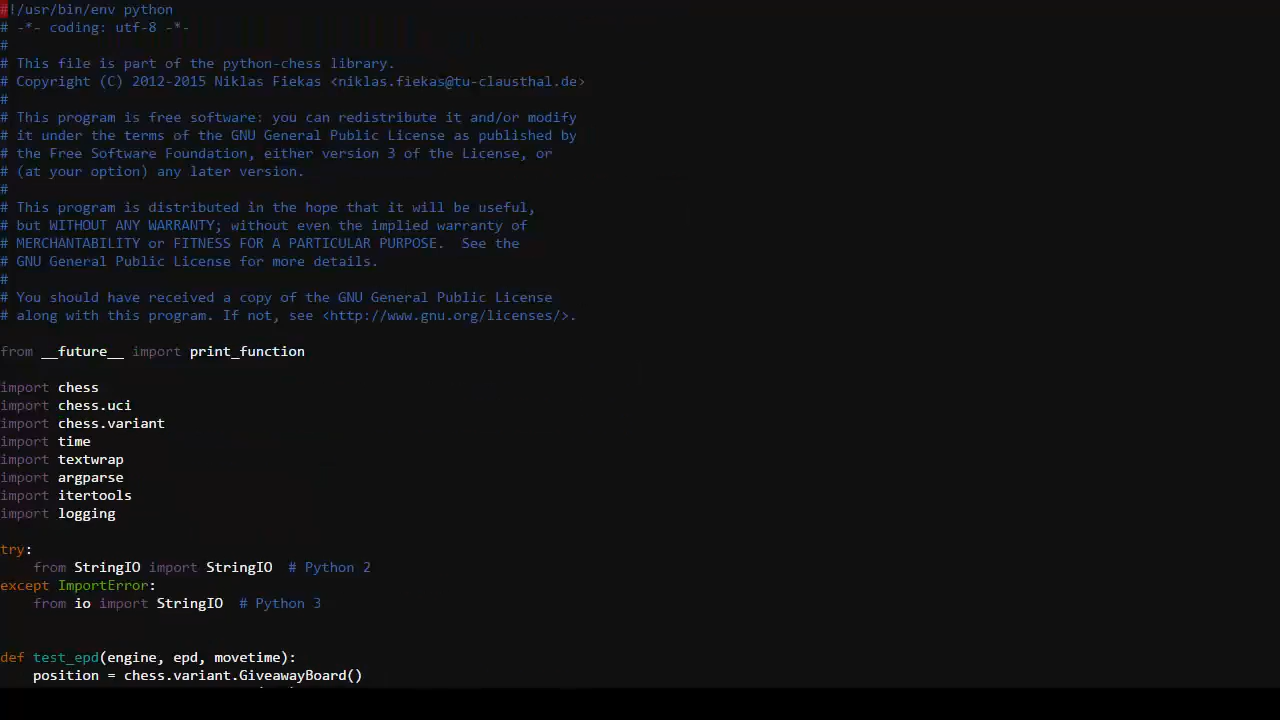 #!/usr/bin/env python
# -*- coding: utf-8 -*-
#
# This file is part of the python-chess library.
# Copyright (C) 2012-2015 Niklas Fiekas <niklas.fiekas@tu-clausthal.de>
#
# This program is free software: you can redistribute it and/or modify
# it under the terms of the GNU General Public License as published by
# the Free Software Foundation, either version 3 of the License, or
# (at your option) any later version.
#
# This program is distributed in the hope that it will be useful,
# but WITHOUT ANY WARRANTY; without even the implied warranty of
# MERCHANTABILITY or FITNESS FOR A PARTICULAR PURPOSE.  See the
# GNU General Public License for more details.
#
# You should have received a copy of the GNU General Public License
# along with this program. If not, see <http://www.gnu.org/licenses/>.
from __future__ import print_function
import chess
import chess.uci
import chess.variant
import time
import textwrap
import argparse
import itertools
import logging
try:
    from StringIO import StringIO  # Python 2
except ImportError:
    from io import StringIO  # Python 3
def test_epd(engine, epd, movetime):
    position = chess.variant.GiveawayBoard()